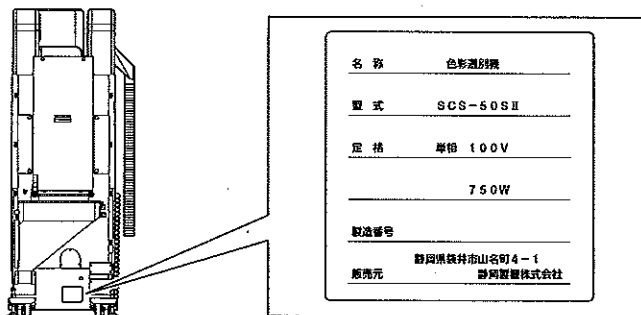 名称 色彩選別機
型式 SCS-50SⅡ
定格 単相 100V
750W
製造番号
静岡県袋井市山名町4-1
販売元 静岡製機株式会社